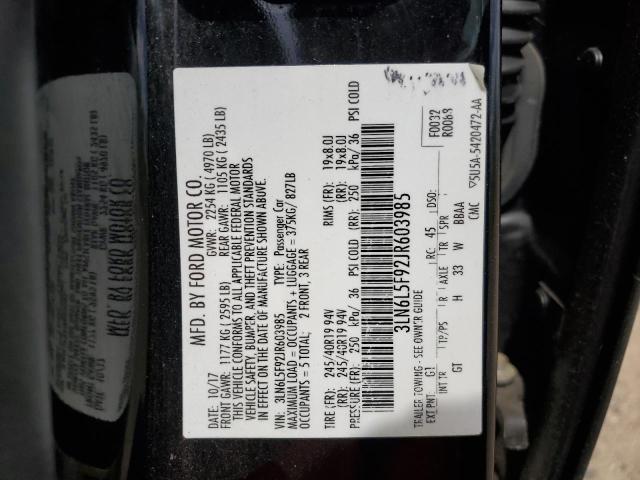 MFD. BY FORD MOTOR CO.
DATE: 10/17 GVWR: 2254 KG ( 4970 LB)
FRONT GAWR: 1177 KG ( 2595 LB) REAR GAWR: 1105 KG ( 2435 LB)
THIS VEHICLE CONFORMS TO ALL APPLICABLE FEDERAL MOTOR
VEHICLE SAFETY, BUMPER, AND THEFT PREVENTION STANDARDS
IN EFFECT ON THE DATE OF MANUFACTURE SHOWN ABOVE.
VIN: 3LN6L5F92JR603985 TYPE: Passenger Car
MAXIMUM LOAD = OCCUPANTS + LUGGAGE = 375KG/ 827LB
OCCUPANTS = 5 TOTAL: 2 FRONT, 3 REAR
TIRE (FR): 245/40R19 94V RIMS (FR): 19x8.0J
(RR): 245/40R19 94V (RR): 19x8.0J
PRESSURE (FR): 250 kPa/ 36 PSI COLD (RR): 250 kPa/ 36 PSI COLD
3LN6L5F92JR603985
F0032
R0068
TRAILER TOWING - SEE OWNER GUIDE
EXT PNT: G1 RC: 45 DSO:
INT TR TP/PS R AXLE TR SPR
GT H 33 W BBAA
CMC
▽5U5A-5420472-AA